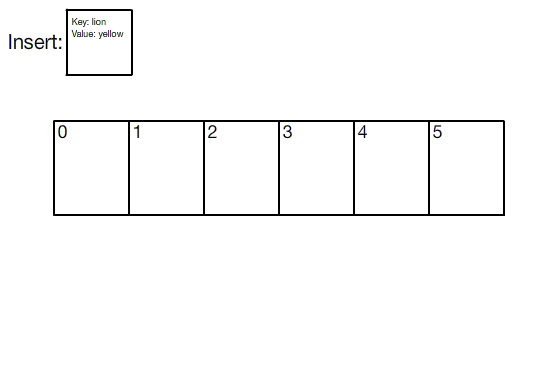 Key: lion
Value: yellow
Insert:
0 1 2 3 4 5